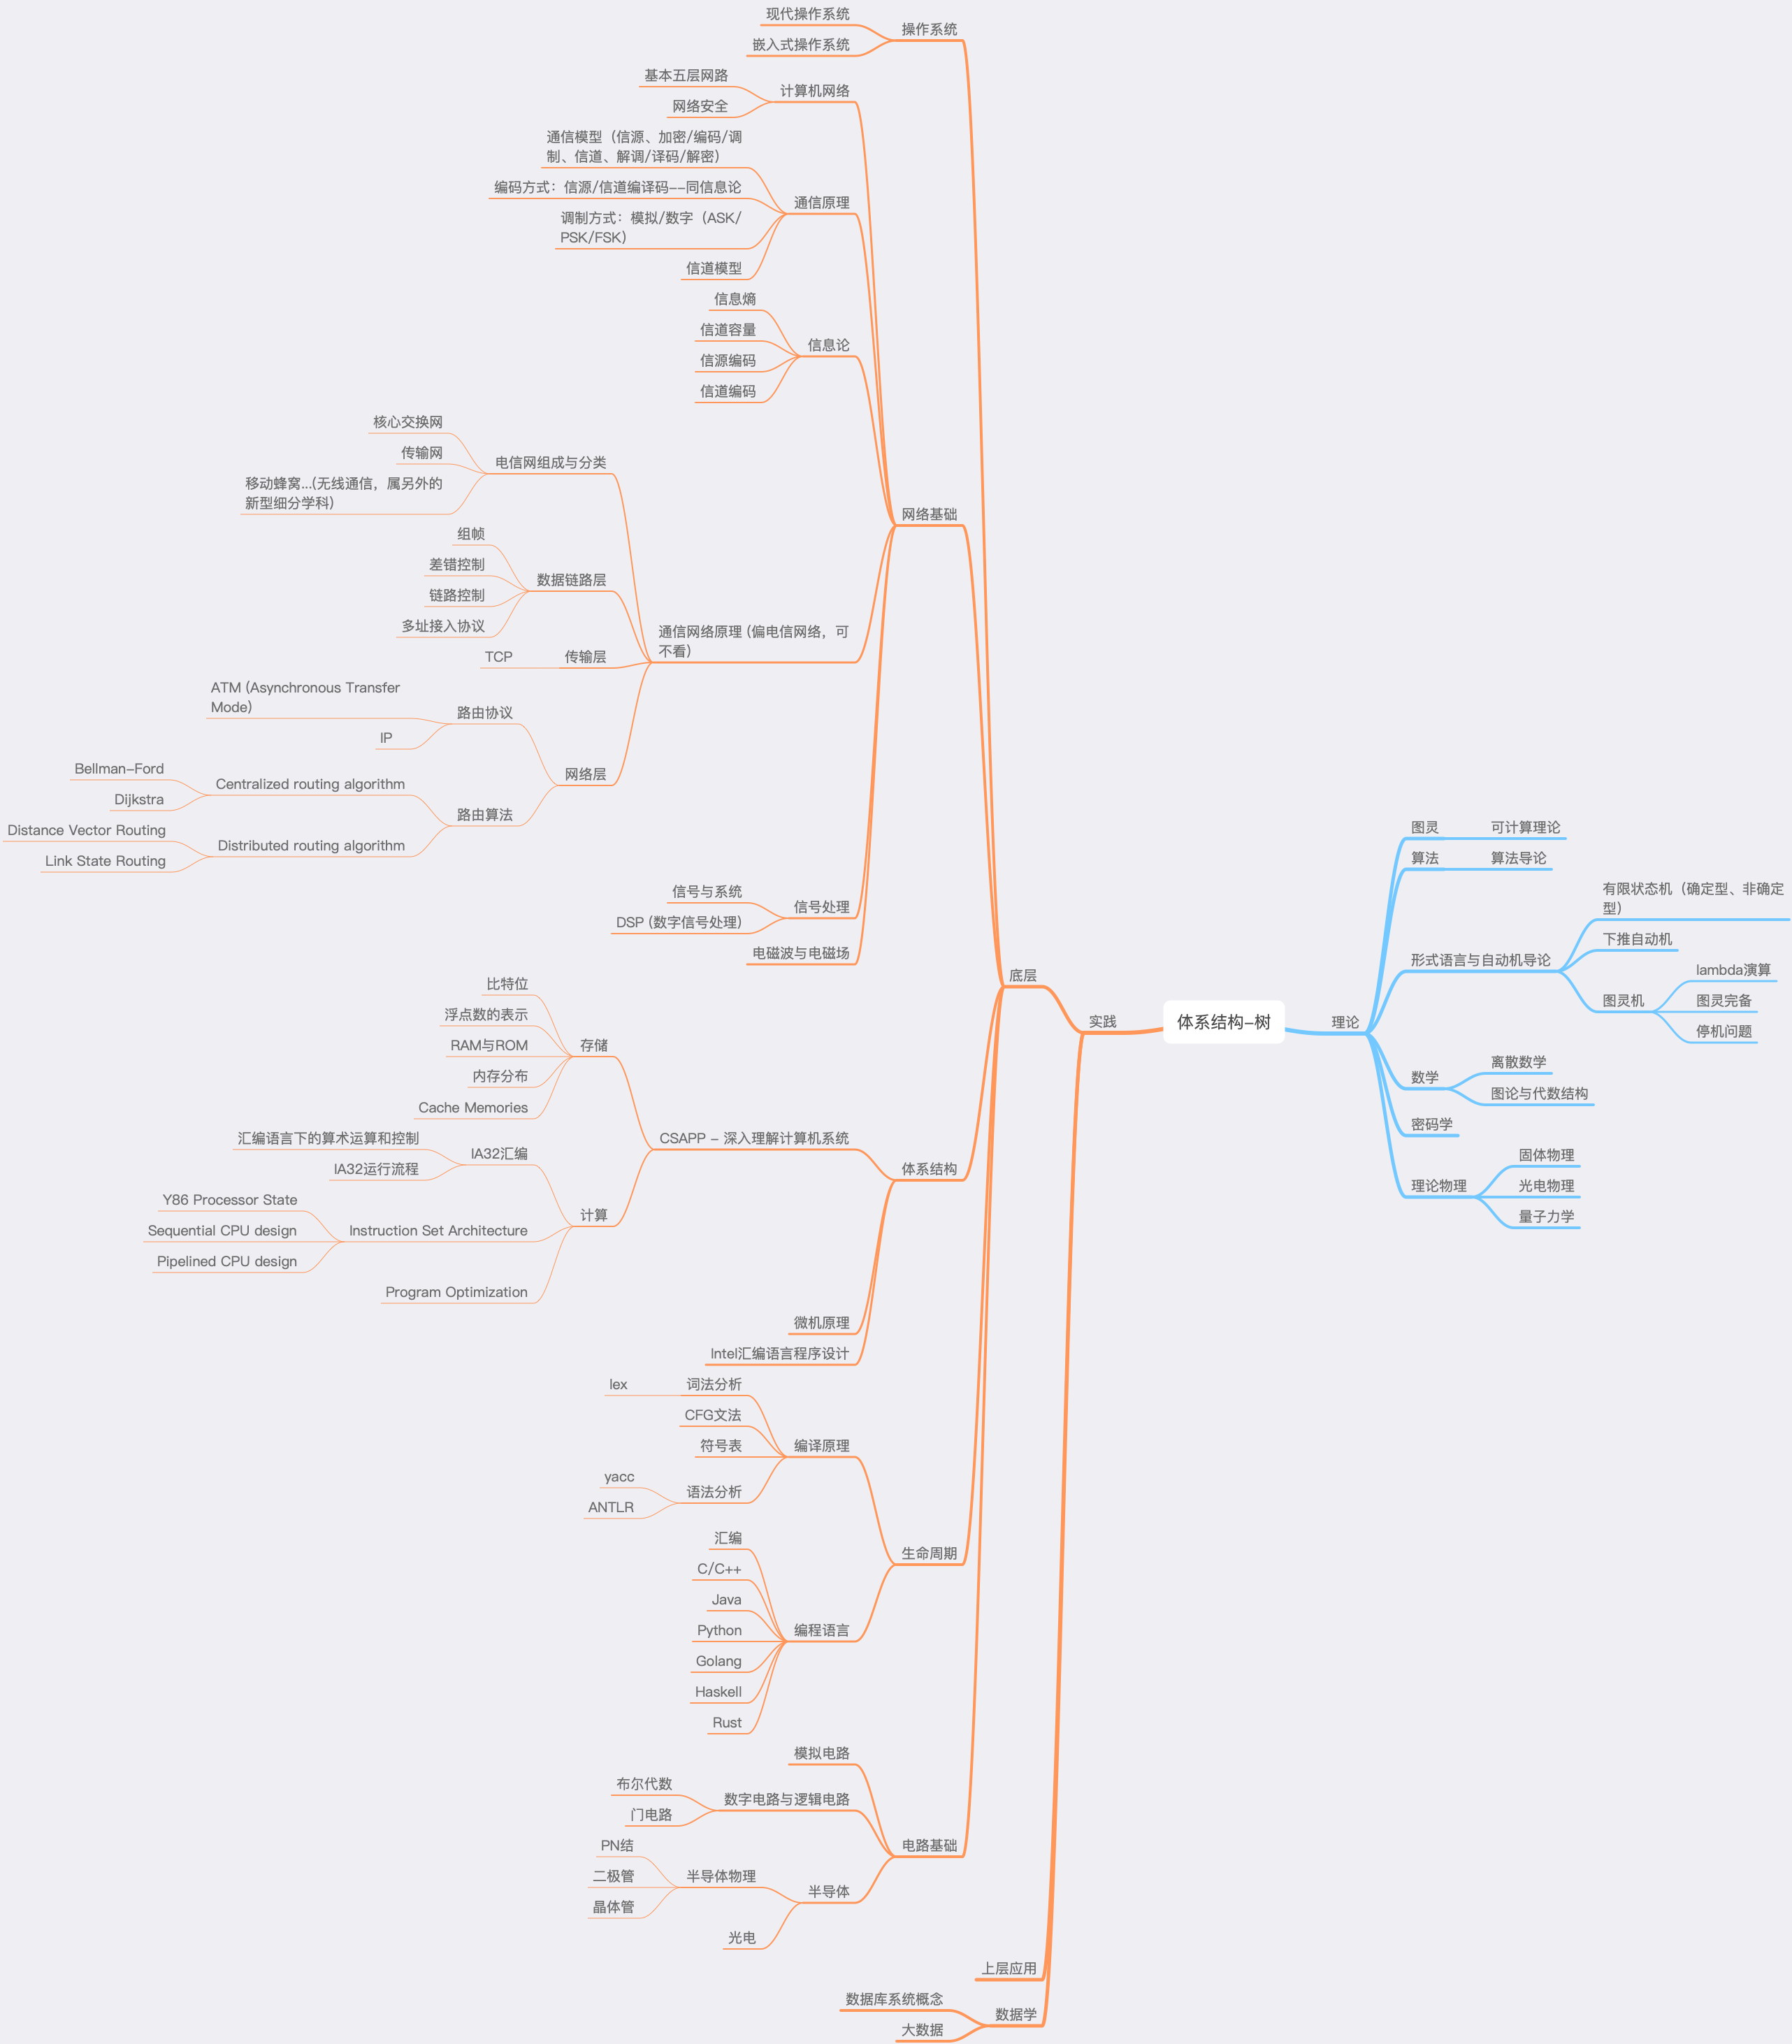 现代操作系统
嵌入式操作系统
操作系统
基本五层网路
网络安全
计算机网络
通信模型（信源、加密/编码/调
制、信道、解调/译码/解密）
编码方式：信源/信道编译码--同信息论
调制方式：模拟/数字（ASK/
PSK/FSK）
信道模型
通信原理
信息熵
信道容量
信源编码
信道编码
信息论
核心交换网
传输网
移动蜂窝...(无线通信，属另外的
新型细分学科)
电信网组成与分类
组帧
差错控制
链路控制
多址接入协议
数据链路层
TCP
传输层
ATM (Asynchronous Transfer
Mode)
IP
路由协议
Bellman-Ford
Dijkstra
Centralized routing algorithm
Distance Vector Routing
Link State Routing
Distributed routing algorithm
路由算法
网络层
通信网络原理 (偏电信网络，可
不看)
信号与系统
DSP (数字信号处理)
信号处理
电磁波与电磁场
网络基础
比特位
浮点数的表示
RAM与ROM
内存分布
Cache Memories
存储
汇编语言下的算术运算和控制
IA32运行流程
IA32汇编
Y86 Processor State
Sequential CPU design
Pipelined CPU design
Instruction Set Architecture
Program Optimization
计算
CSAPP - 深入理解计算机系统
微机原理
Intel汇编语言程序设计
体系结构
lex
词法分析
CFG文法
符号表
yacc
ANTLR
语法分析
编译原理
汇编
C/C++
Java
Python
Golang
Haskell
Rust
编程语言
生命周期
模拟电路
布尔代数
门电路
数字电路与逻辑电路
PN结
二极管
晶体管
半导体物理
光电
半导体
电路基础
底层
上层应用
数据库系统概念
大数据
数据学
实践
体系结构-树
理论
图灵
可计算理论
算法
算法导论
形式语言与自动机导论
有限状态机（确定型、非确定
型）
下推自动机
图灵机
lambda演算
图灵完备
停机问题
数学
离散数学
图论与代数结构
密码学
理论物理
固体物理
光电物理
量子力学